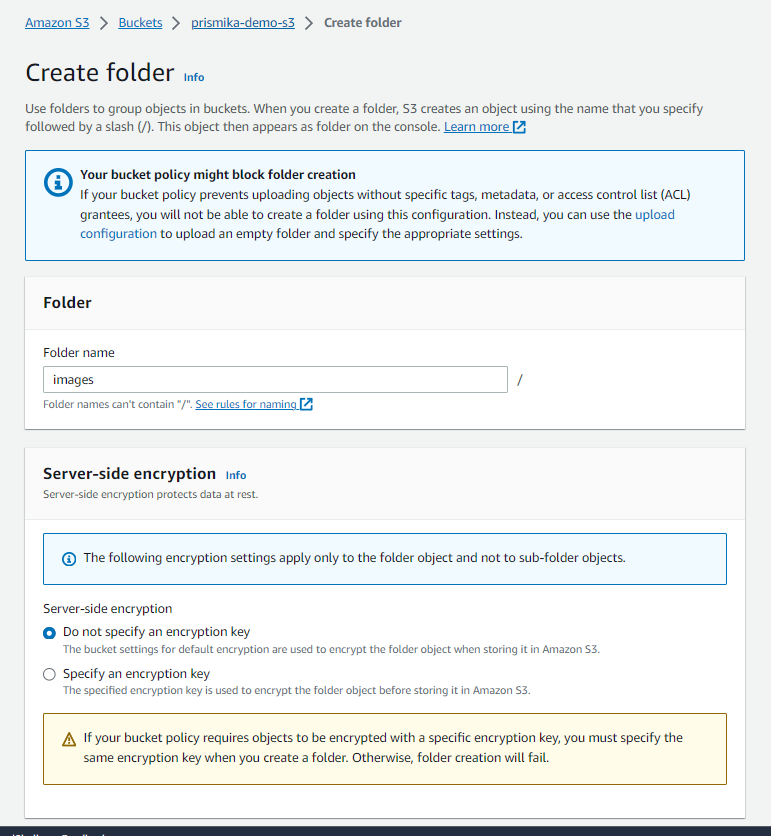 Amazon S3 > Buckets > prismika-demo-s3 > Create folder
Create folder Info
Use folders to group objects in buckets. When you create a folder, S3 creates an object using the name that you specify
followed by a slash (/). This object then appears as folder on the console. Learn more
Your bucket policy might block folder creation
If your bucket policy prevents uploading objects without specific tags, metadata, or access control list (ACL)
grantees, you will not be able to create a folder using this configuration. Instead, you can use the upload
configuration to upload an empty folder and specify the appropriate settings.
Folder
Folder name
images /
Folder names can't contain "/". See rules for naming
Server-side encryption Info
Server-side encryption protects data at rest.
The following encryption settings apply only to the folder object and not to sub-folder objects.
Server-side encryption
Do not specify an encryption key
The bucket settings for default encryption are used to encrypt the folder object when storing it in Amazon S3.
Specify an encryption key
The specified encryption key is used to encrypt the folder object before storing it in Amazon S3.
If your bucket policy requires objects to be encrypted with a specific encryption key, you must specify the
same encryption key when you create a folder. Otherwise, folder creation will fail.